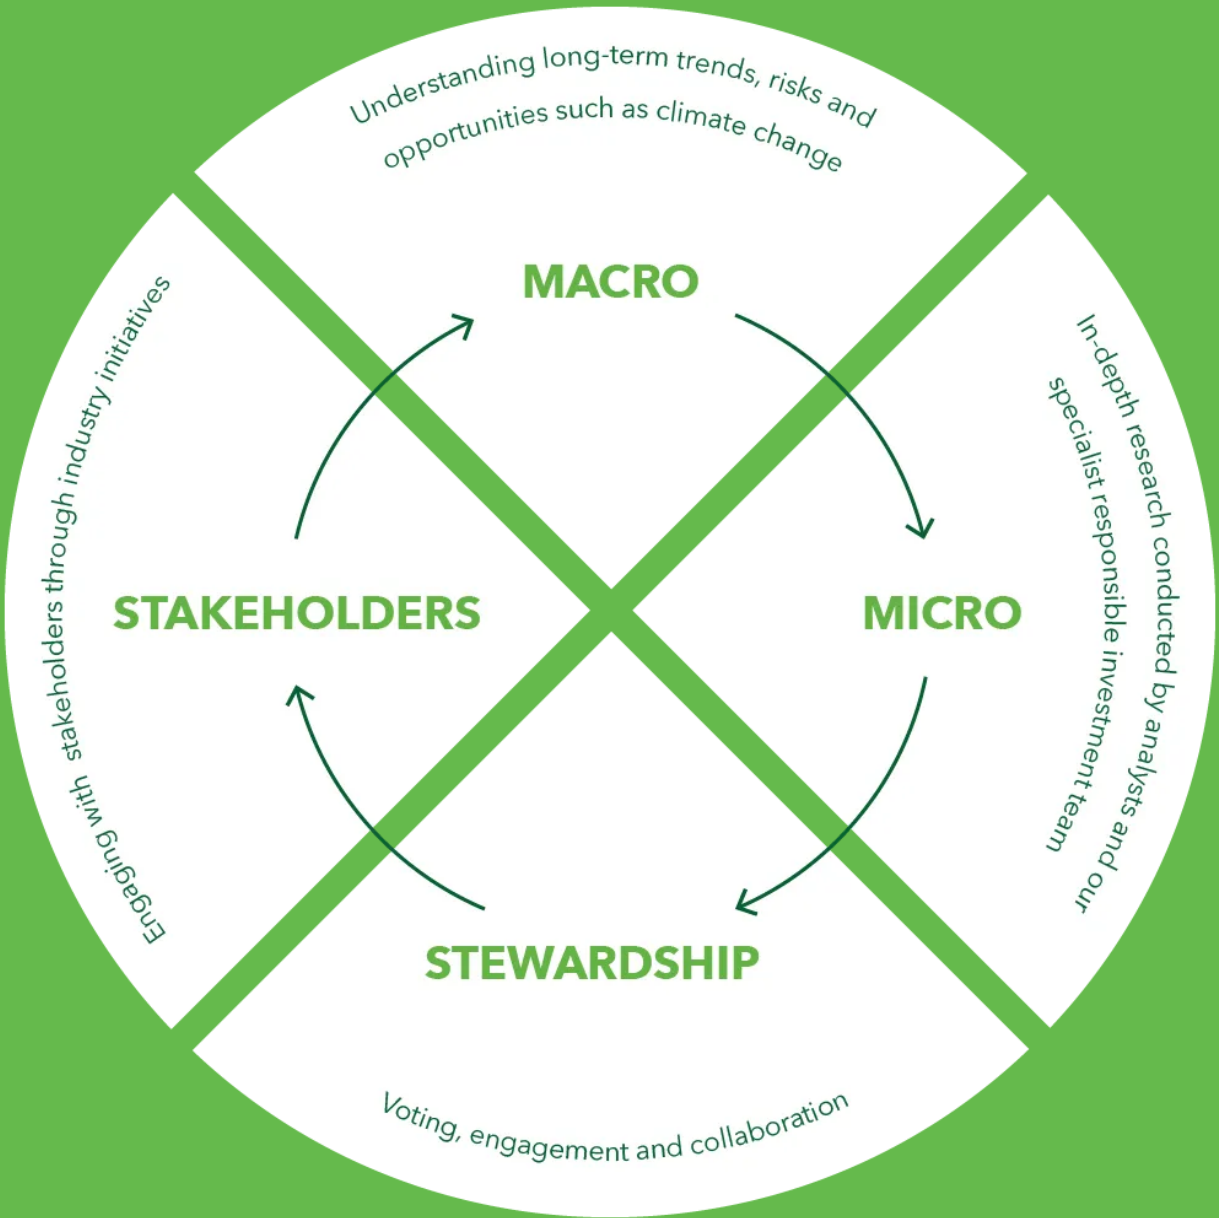 Understanding long-term trends, risks and
opportunities such as climate change
MACRO
In-depth research conducted by analysts and our
specialist responsible investment team
MICRO
STEWARDSHIP
Voting, engagement and collaboration
STAKEHOLDERS
Engaging with stakeholders through industry initiatives